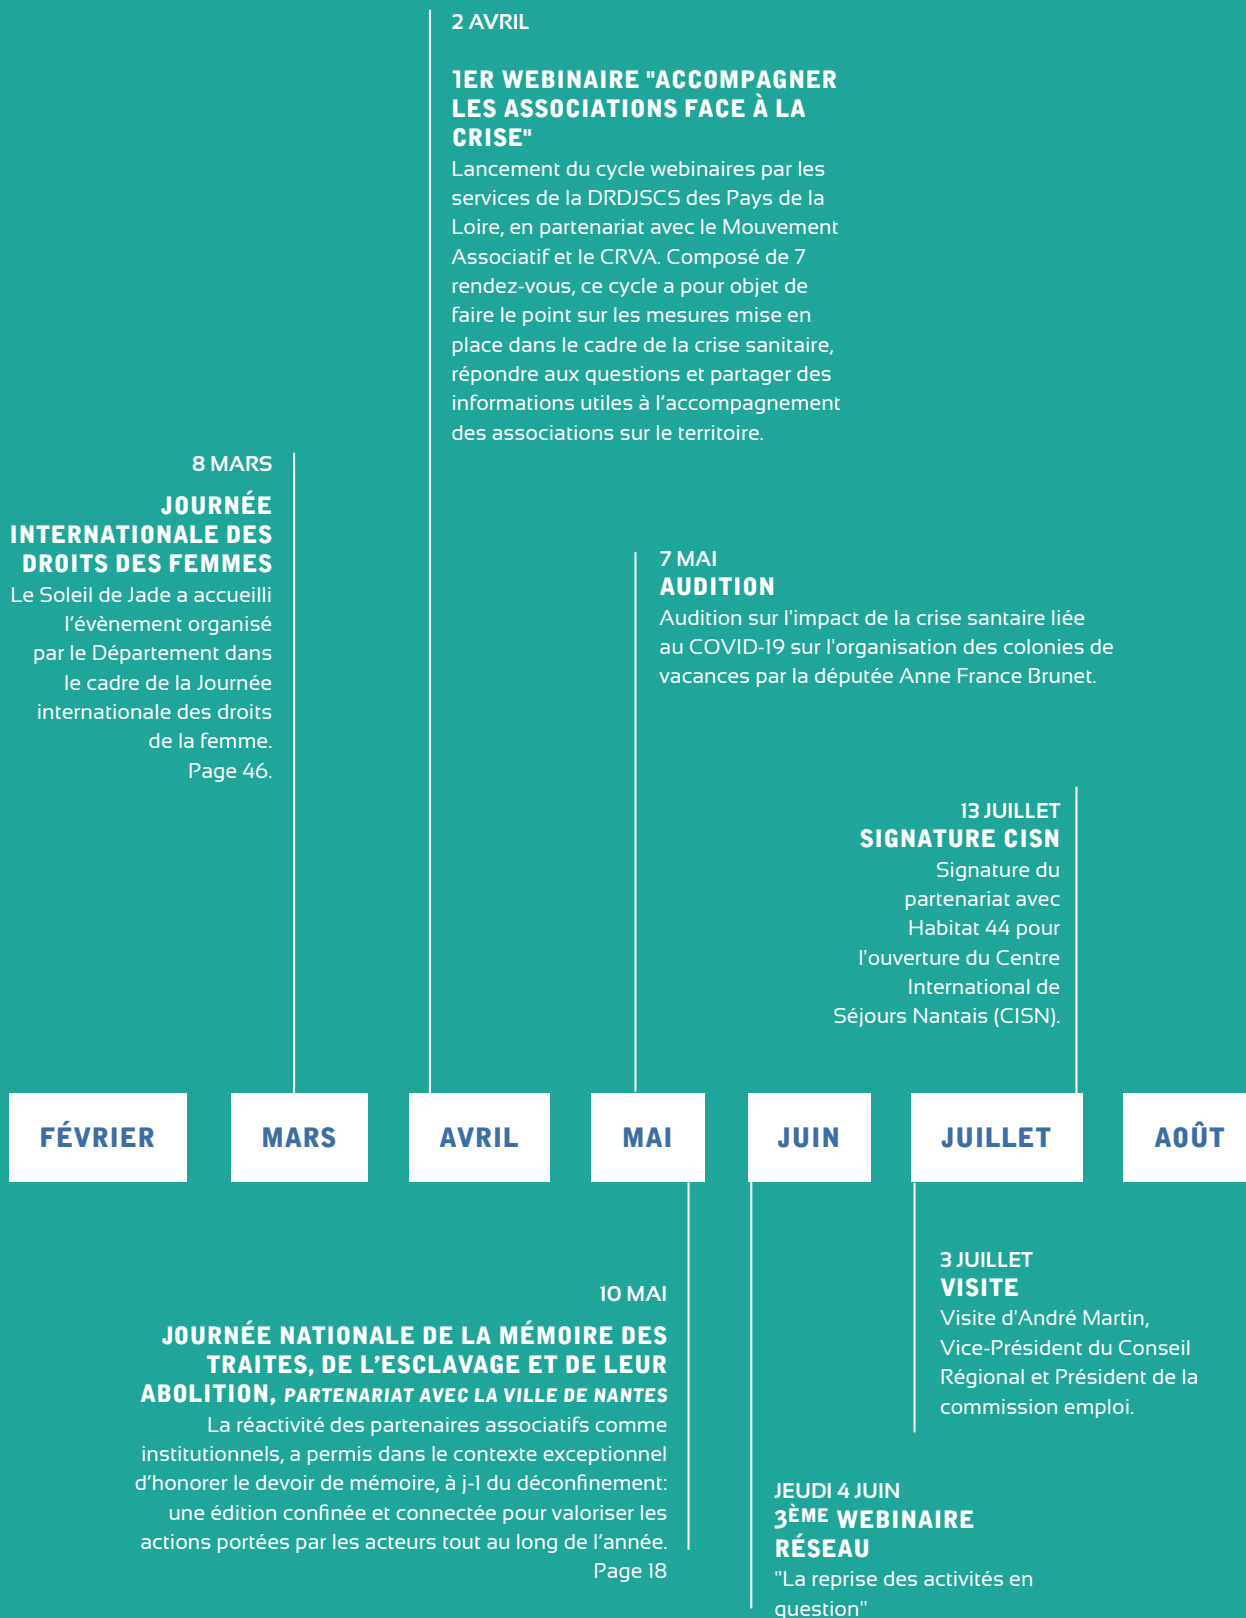 2 AVRIL
1ER WEBINAIRE "ACCOMPAGNER
LES ASSOCIATIONS FACE À LA
CRISE"
Lancement du cycle webinaires par les
services de la DRDJSCS des Pays de la
Loire, en partenariat avec le Mouvement
Associatif et le CRVA. Composé de 7
rendez-vous, ce cycle a pour objet de
faire le point sur les mesures mise en
place dans le cadre de la crise sanitaire,
répondre aux questions et partager des
informations utiles à l’accompagnement
des associations sur le territoire.
8 MARS
JOURNÉE
INTERNATIONALE DES
DROITS DES FEMMES
Le Soleil de Jade a accueilli
l’évènement organisé
par le Département dans
le cadre de la Journée
internationale des droits
de la femme.
Page 46.
7 MAI
AUDITION
Audition sur l'impact de la crise santaire liée
au COVID-19 sur l'organisation des colonies de
vacances par la députée Anne France Brunet.
13 JUILLET
SIGNATURE CISN
Signature du
partenariat avec
Habitat 44 pour
l'ouverture du Centre
International de
Séjours Nantais (CISN).
FÉVRIER
MARS
AVRIL
MAI
JUIN
JUILLET
AOÛT
10 MAI
JOURNÉE NATIONALE DE LA MÉMOIRE DES
TRAITES, DE L’ESCLAVAGE ET DE LEUR
ABOLITION, PARTENARIAT AVEC LA VILLE DE NANTES
La réactivité des partenaires associatifs comme
institutionnels, a permis dans le contexte exceptionnel
d’honorer le devoir de mémoire, à j-1 du déconfinement:
une édition confinée et connectée pour valoriser les
actions portées par les acteurs tout au long de l’année.
Page 18
3 JUILLET
VISITE
Visite d'André Martin,
Vice-Président du Conseil
Régional et Président de la
commission emploi.
JEUDI 4 JUIN
3ÈME WEBINAIRE
RÉSEAU
"La reprise des activités en
question"